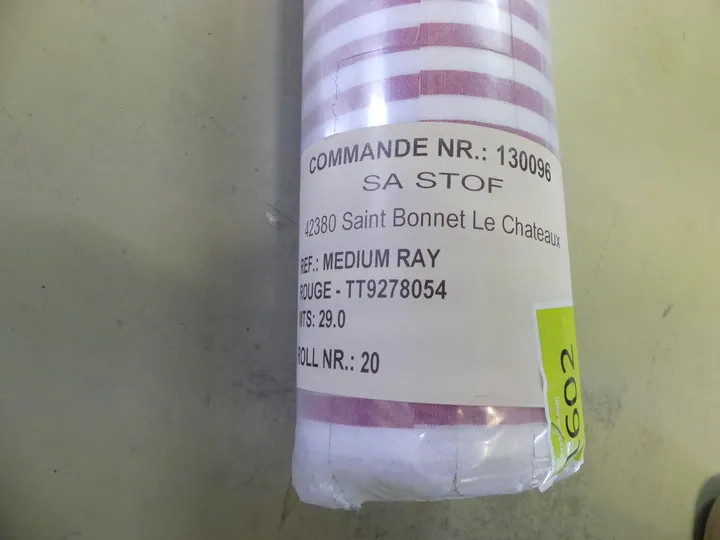 COMMANDE NR.: 130096
SA STOF
42380 Saint Bonnet Le Chateaux
REF.: MEDIUM RAY
ROUGE - TT9278054
MTS: 29.0
ROLL NR.: 20
1602